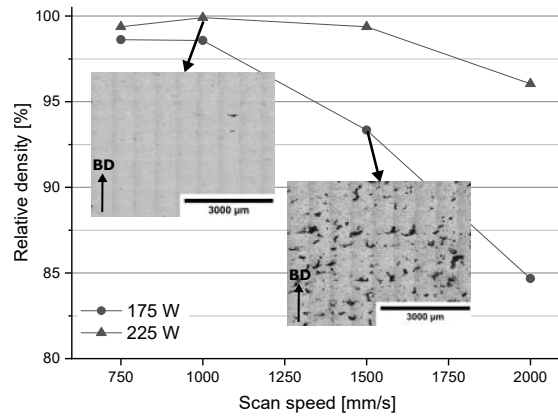 Relative density [%]
100
95
90
85
80
BD
3000 µm
BD
3000 µm
175 W
225 W
750
1000
1250
1500
1750
2000
Scan speed [mm/s]